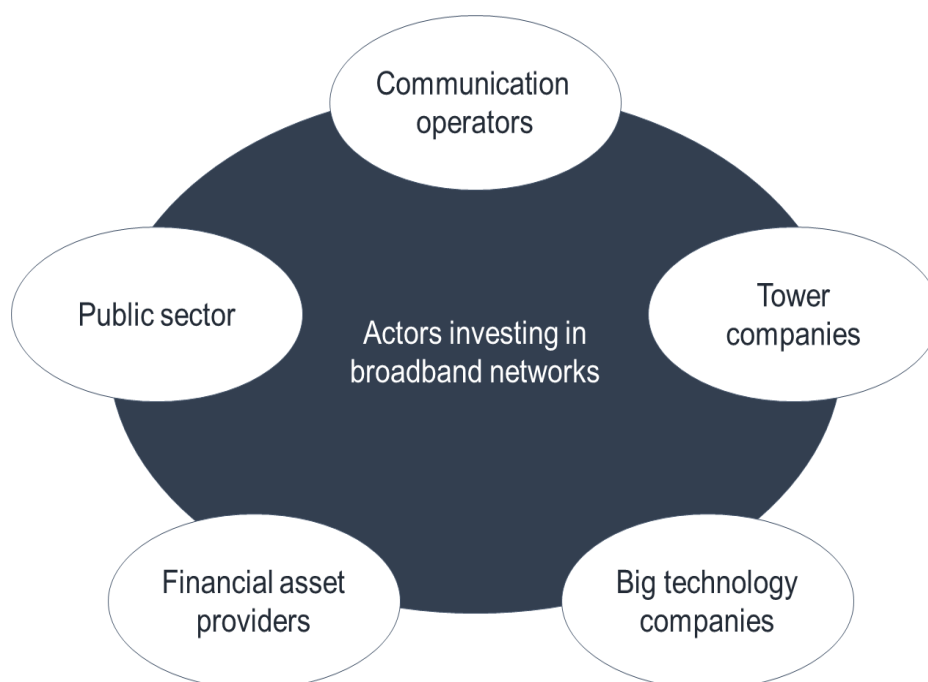 Communication
operators
Public sector
Tower
companies
Actors investing in
broadband networks
Financial asset
providers
Big technology
companies